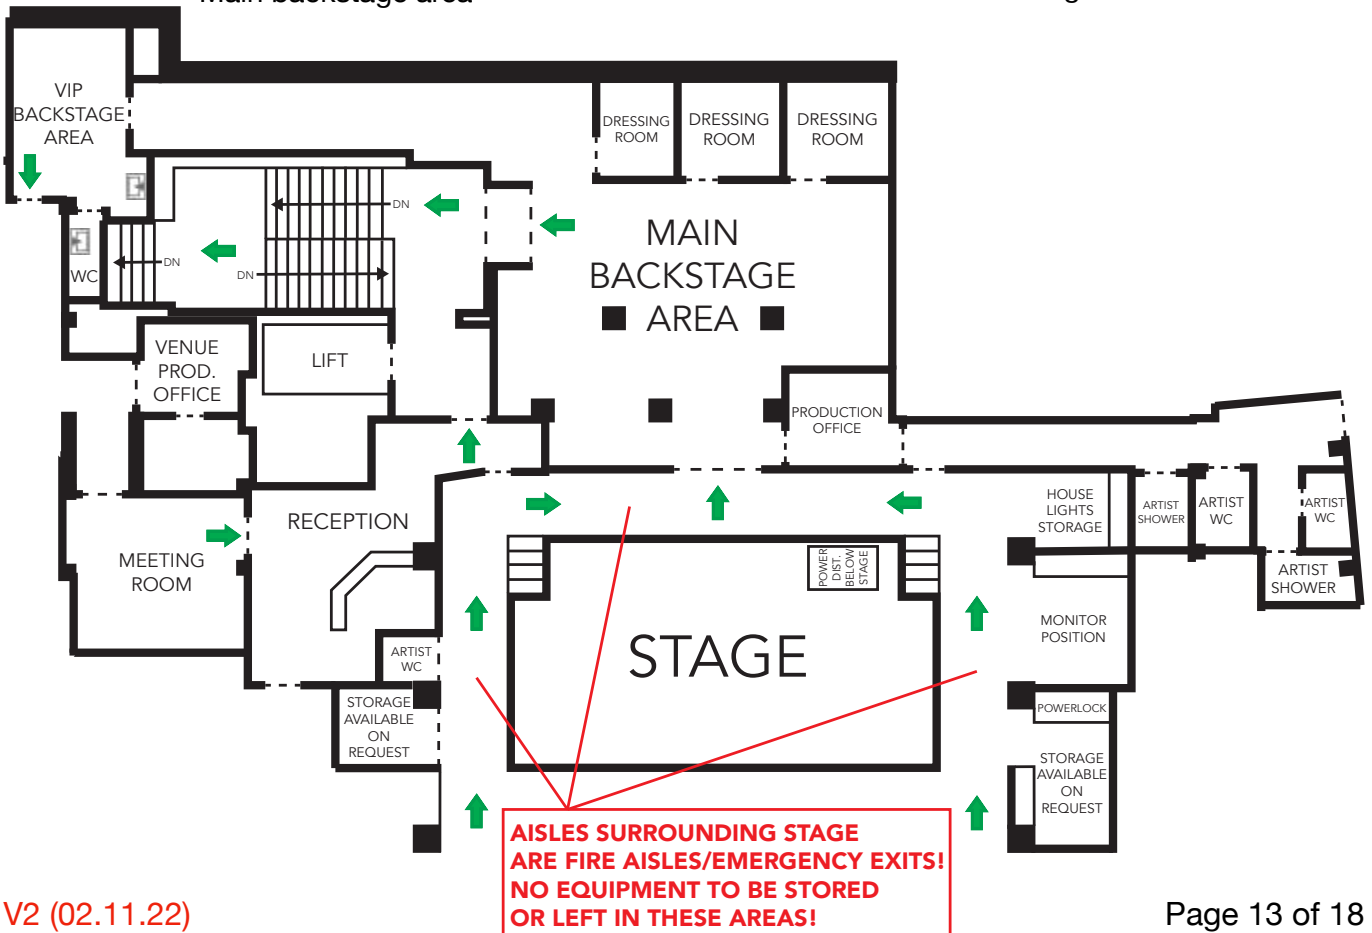 Main backstage area
VIP
BACKSTAGE
AREA
DRESSING
ROOM
DRESSING
ROOM
DRESSING
ROOM
DN
DN
DN
WC
MAIN
BACKSTAGE
AREA
VENUE
PROD.
OFFICE
LIFT
PRODUCTION
OFFICE
RECEPTION
MEETING
ROOM
HOUSE
LIGHTS
STORAGE
ARTIST
SHOWER
ARTIST
WC
ARTIST
WC
ARTIST
SHOWER
POWER
DIST.
BELOW
STAGE
STAGE
MONITOR
POSITION
ARTIST
WC
STORAGE
AVAILABLE
ON
REQUEST
POWERLOCK
STORAGE
AVAILABLE
ON
REQUEST
AISLES SURROUNDING STAGE
ARE FIRE AISLES/EMERGENCY EXITS!
NO EQUIPMENT TO BE STORED
OR LEFT IN THESE AREAS!
V2 (02.11.22)
Page 13 of 18